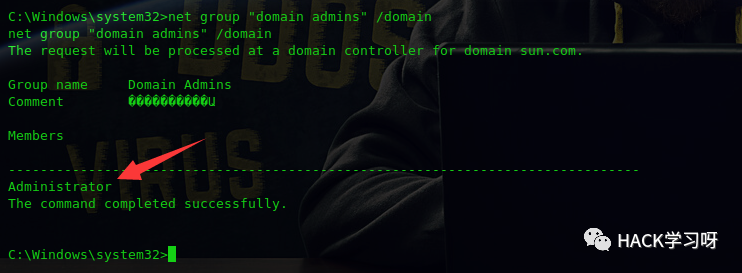 C:\Windows\system32>net group "domain admins" /domain
net group "domain admins" /domain
The request will be processed at a domain controller for domain sun.com.
Group name Domain Admins
Comment ������������Ա
Members
-------------------------------------------------------------------------------
Administrator
The command completed successfully.
C:\Windows\system32>
DDOS
VIRUS
HACK学习呀